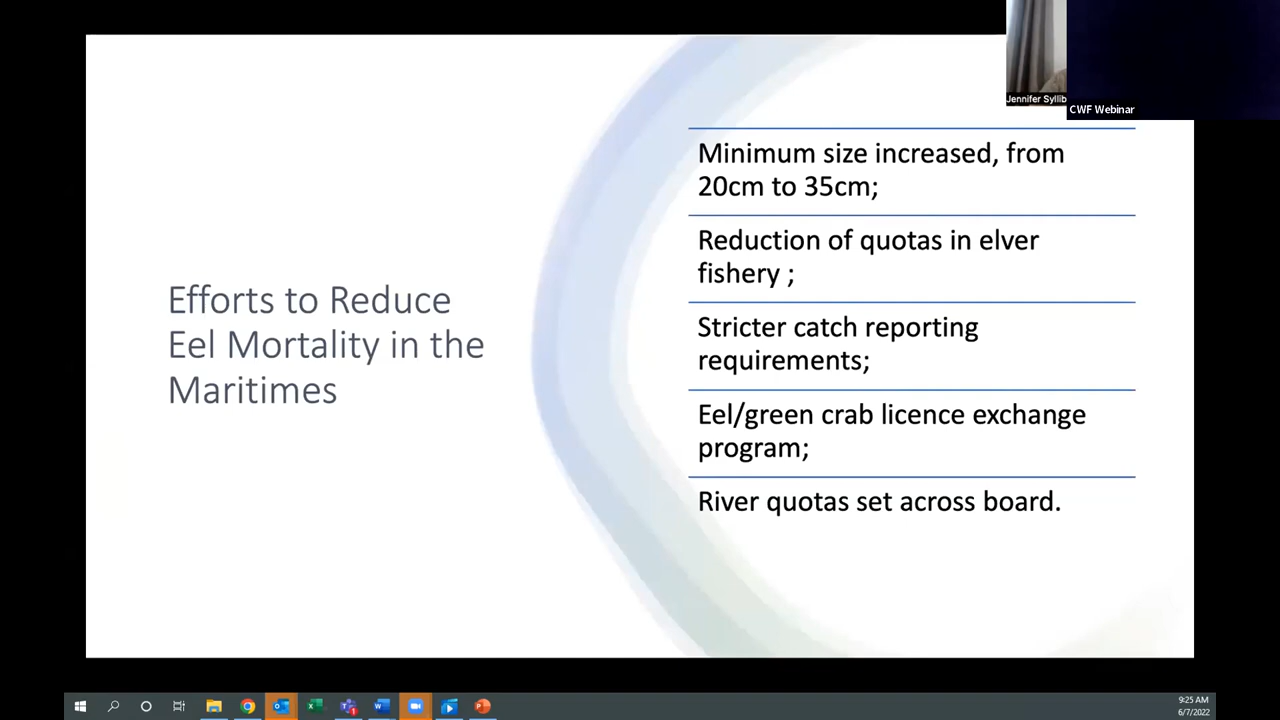 Jennifer Syllib
CWF Webinar
Efforts to Reduce
Eel Mortality in the
Maritimes
Minimum size increased, from
20cm to 35cm;
Reduction of quotas in elver
fishery ;
Stricter catch reporting
requirements;
Eel/green crab licence exchange
program;
River quotas set across board.
9:25 AM
6/7/2022